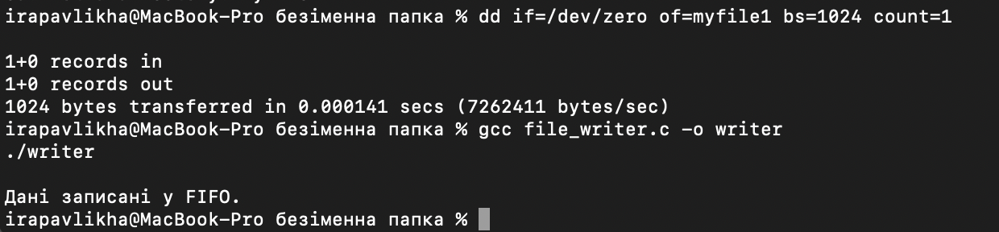 irapavlikha@MacBook-Pro безіменна папка % dd if=/dev/zero of=myfile1 bs=1024 count=1
1+0 records in
1+0 records out
1024 bytes transferred in 0.000141 secs (7262411 bytes/sec)
irapavlikha@MacBook-Pro безіменна папка % gcc file_writer.c -o writer
./writer
Дані записані у FIFO.
irapavlikha@MacBook-Pro безіменна папка %